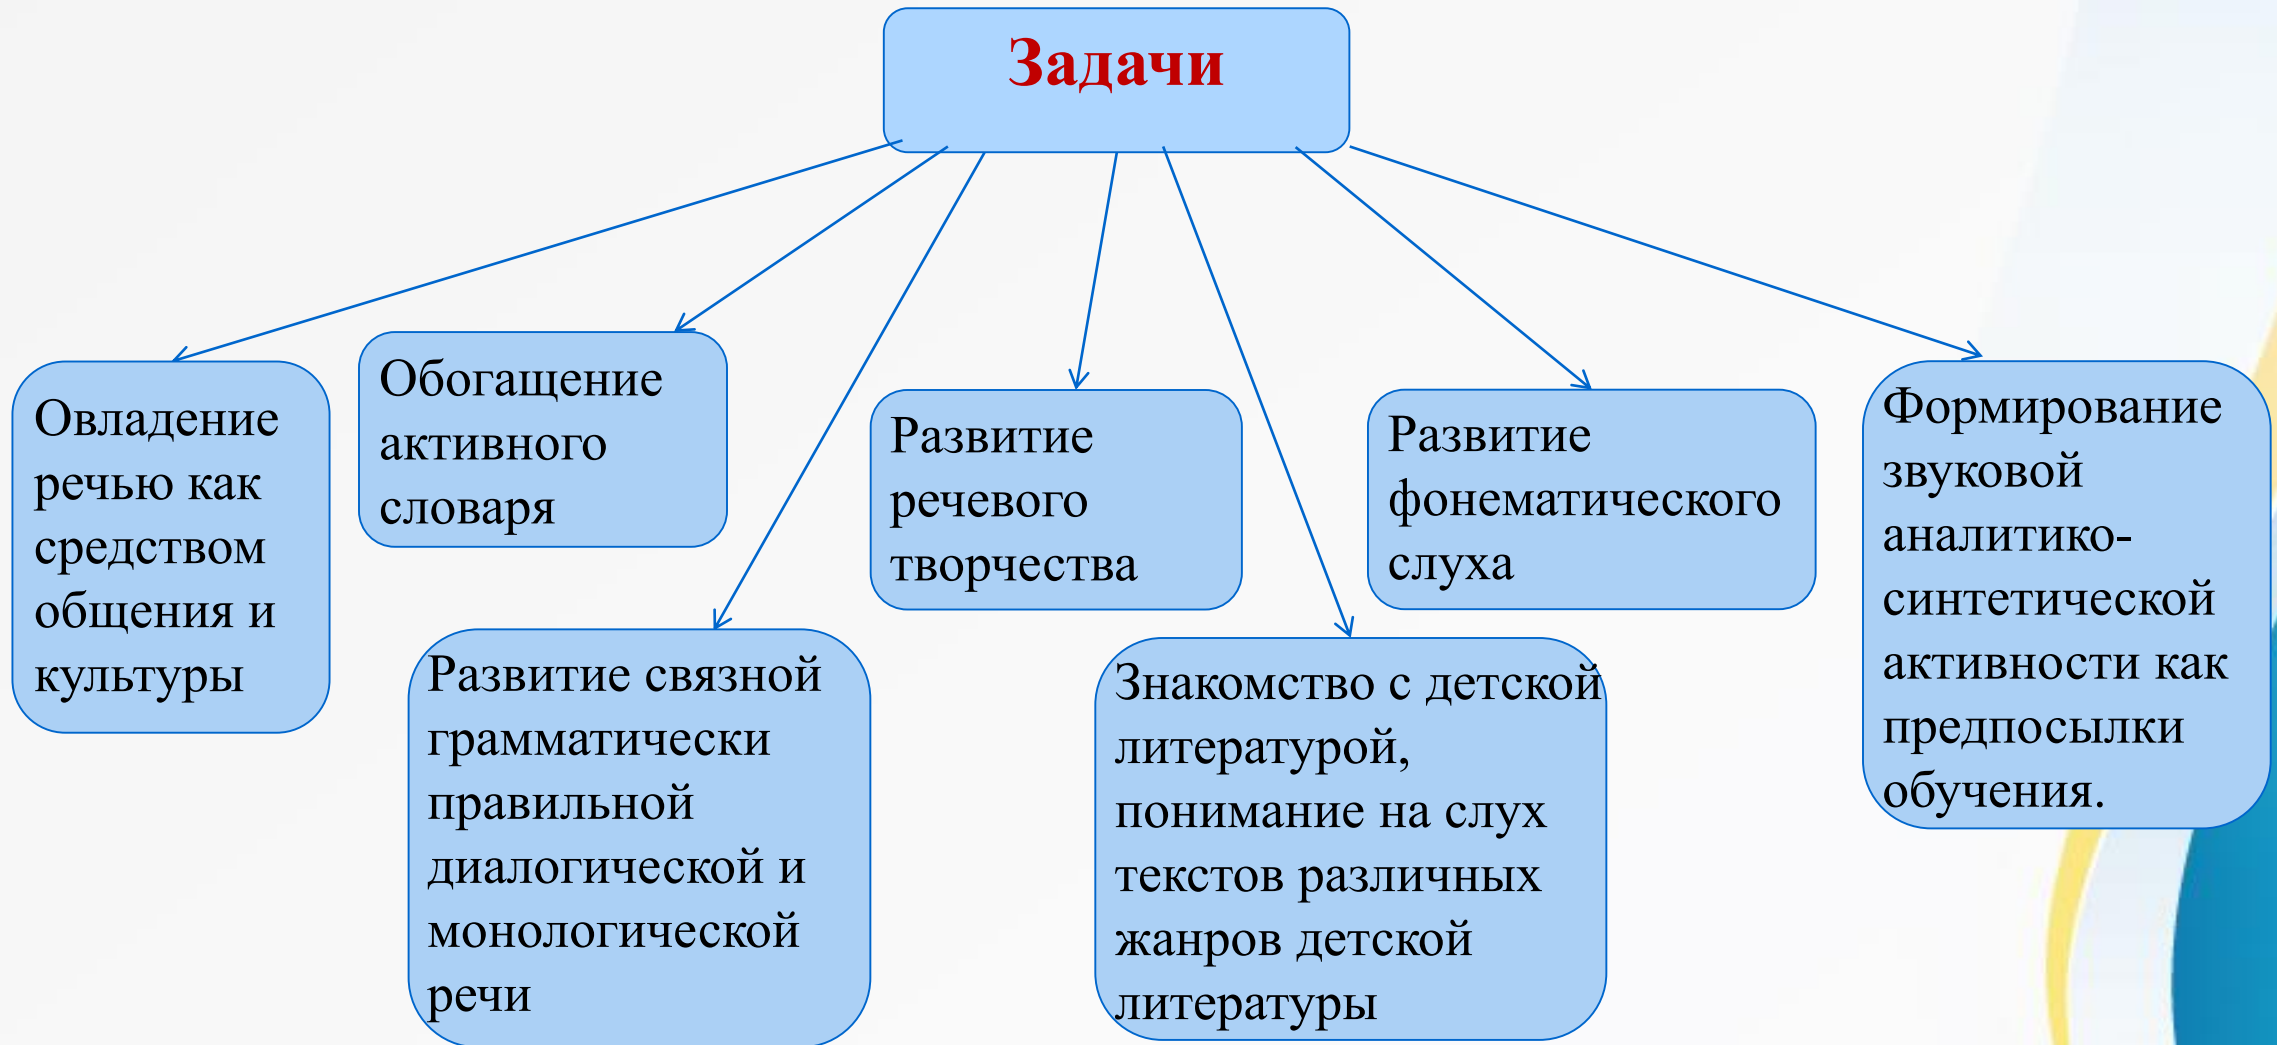 Задачи
Овладение
речью как
средством
общения и
культуры
Обогащение
активного
словаря
Развитие связной
грамматически
правильной
диалогической и
монологической
речи
Развитие
речевого
творчества
Знакомство с детской
литературой,
понимание на слух
текстов различных
жанров детской
литературы
Развитие
фонематического
слуха
Формирование
звуковой
аналитико-
синтетической
активности как
предпосылки
обучения.